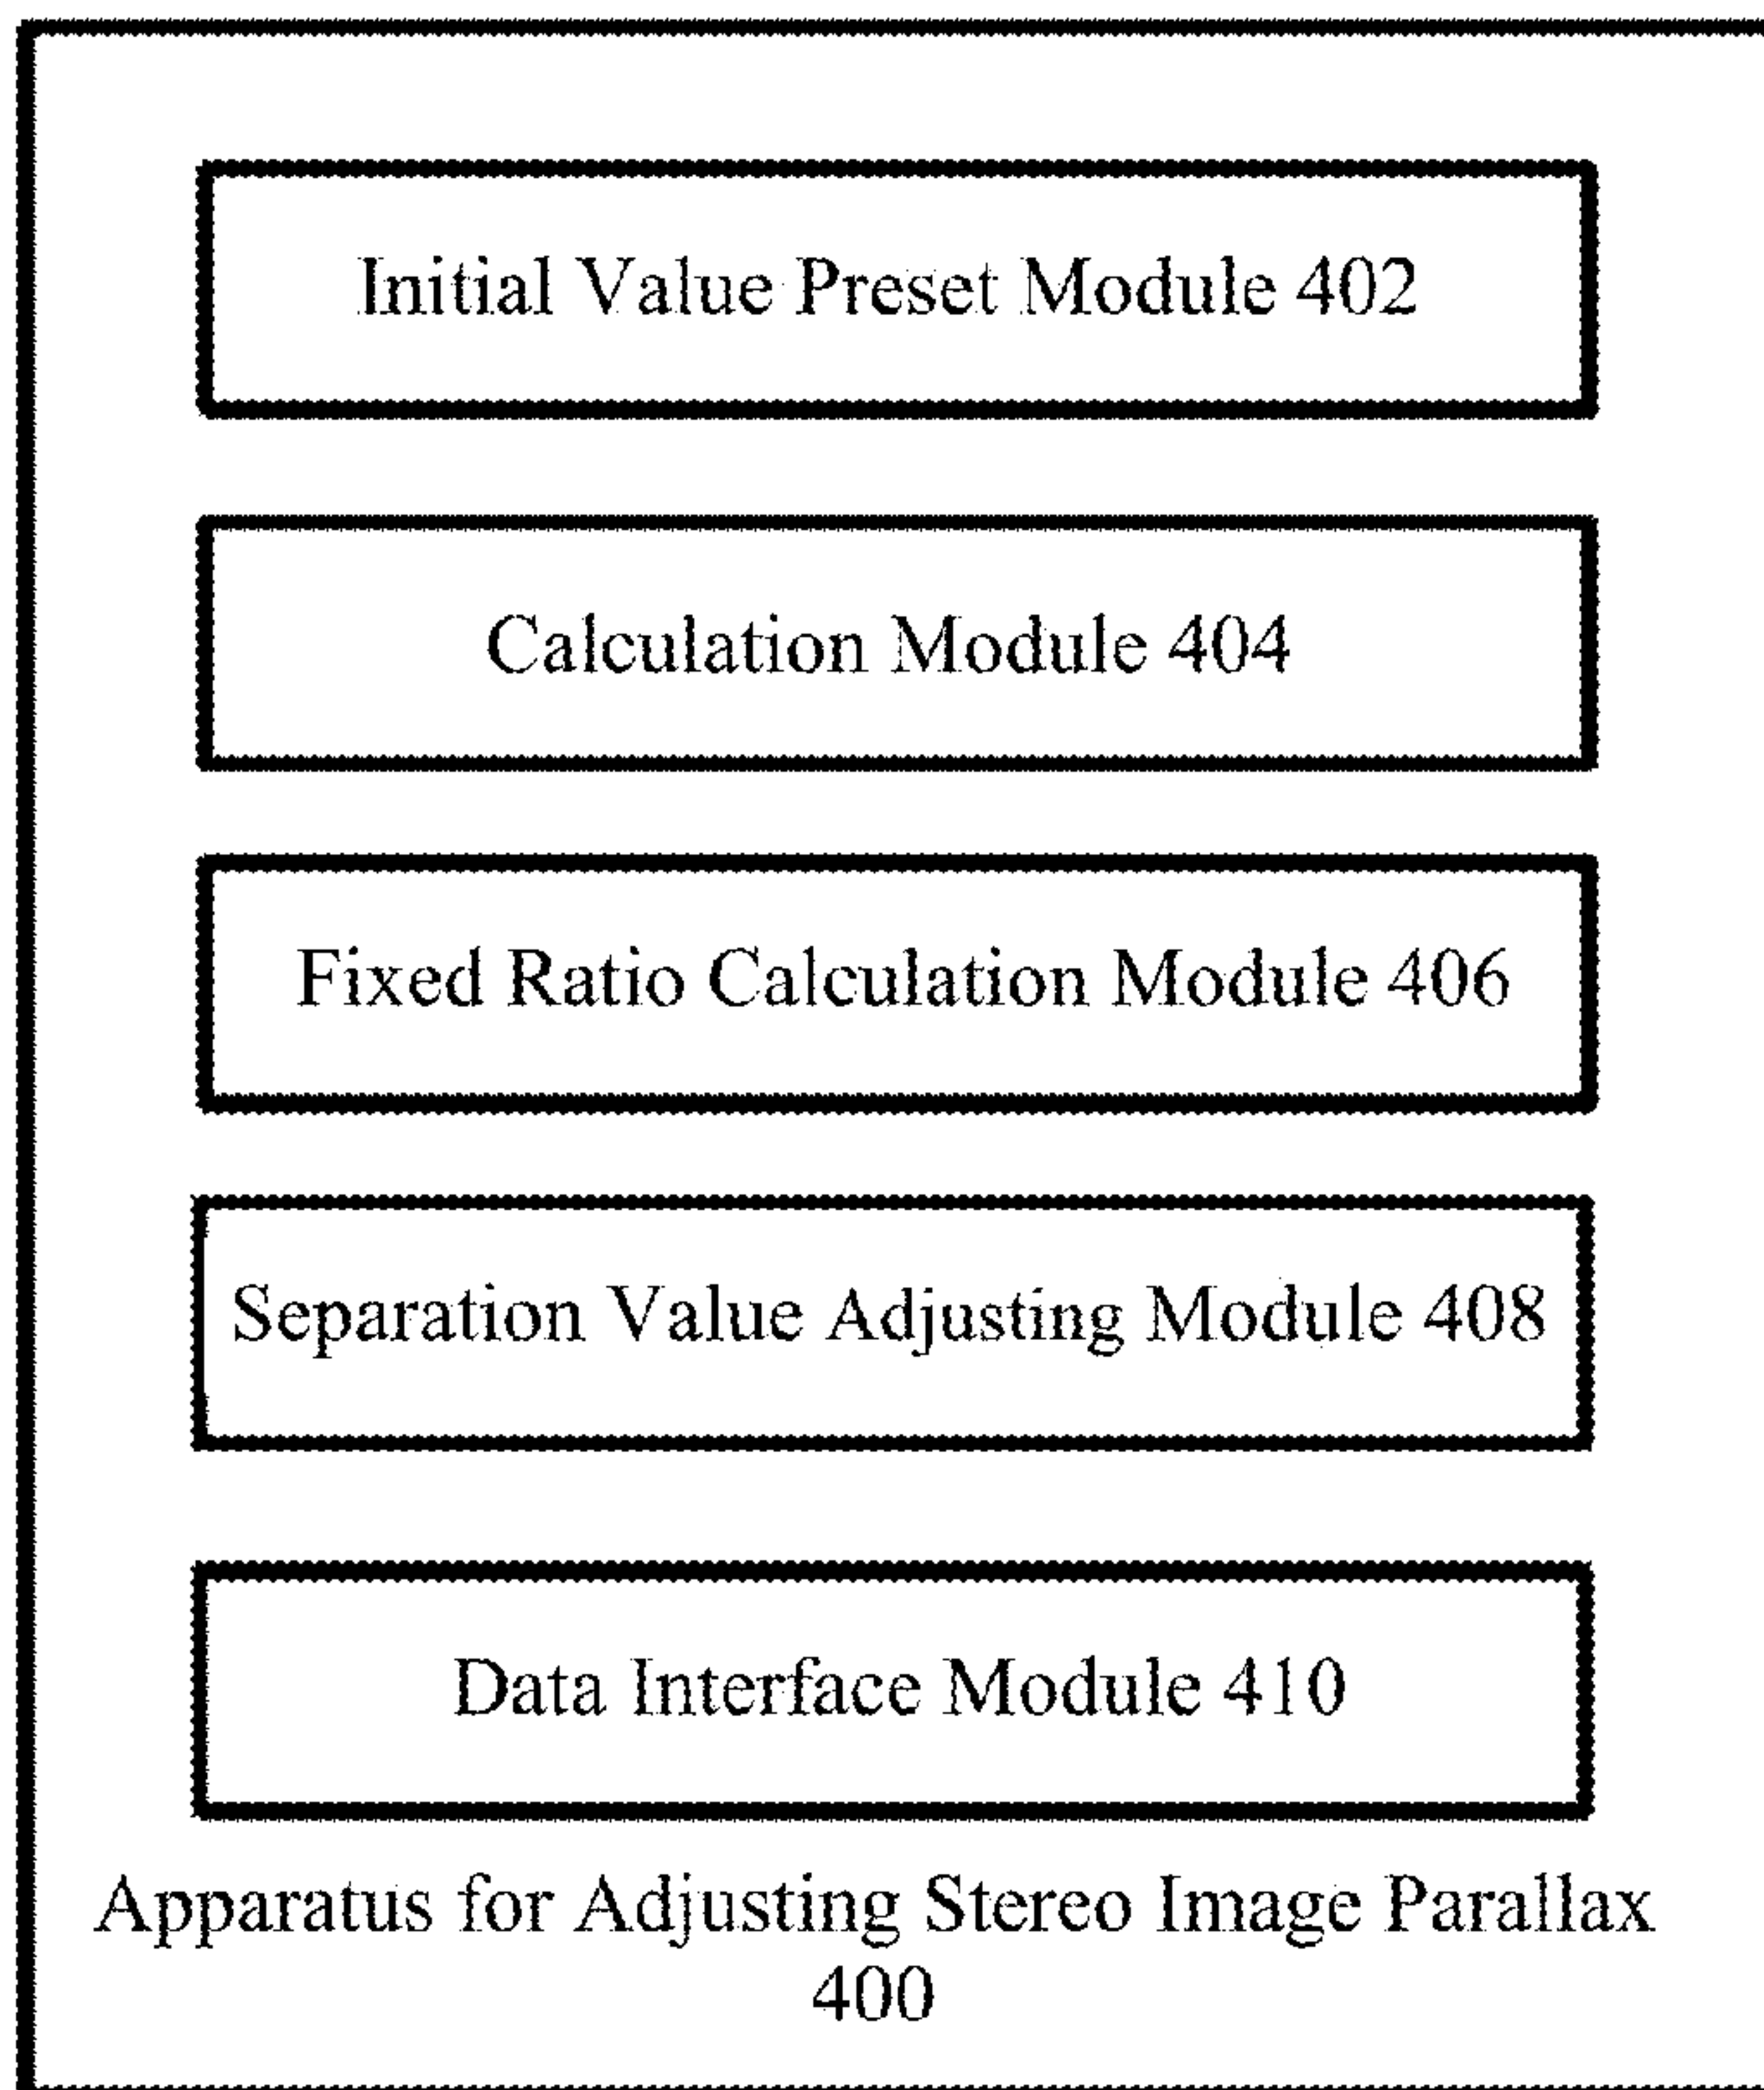 Initial Value Preset Module 402
Calculation Module 404
Fixed Ratio Calculation Module 406
Separation Value Adjusting Module 408
Data Interface Module 410
Apparatus for Adjusting Stereo Image Parallax
400